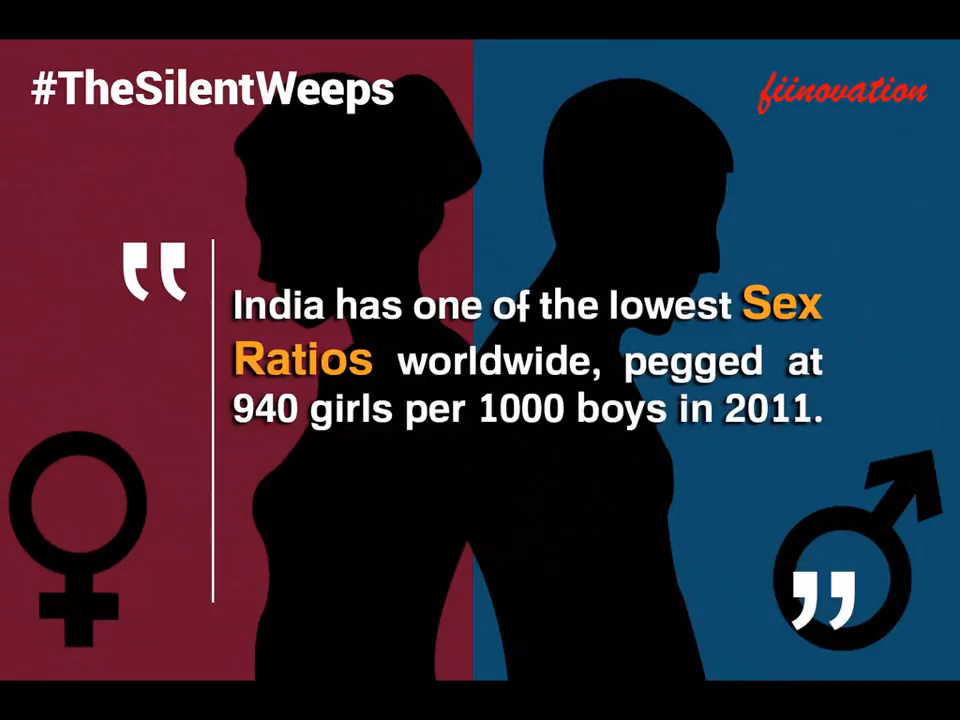 #TheSilentWeeps
fiinovation
"
India has one of the lowest Sex
Ratios worldwide, pegged at
940 girls per 1000 boys in 2011.
"